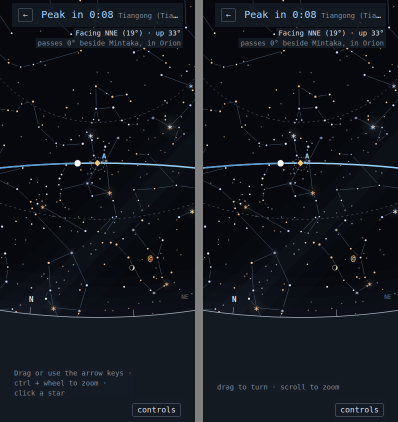 ← Peak in 0:08 Tiangong (Tia…
Facing NNE (19°) · up 33°
passes 0° beside Mintaka, in Orion
N
NE
Drag or use the arrow keys ·
ctrl + wheel to zoom ·
click a star
controls
← Peak in 0:08 Tiangong (Tia…
Facing NNE (19°) · up 33°
passes 0° beside Mintaka, in Orion
N
NE
drag to turn · scroll to zoom
controls